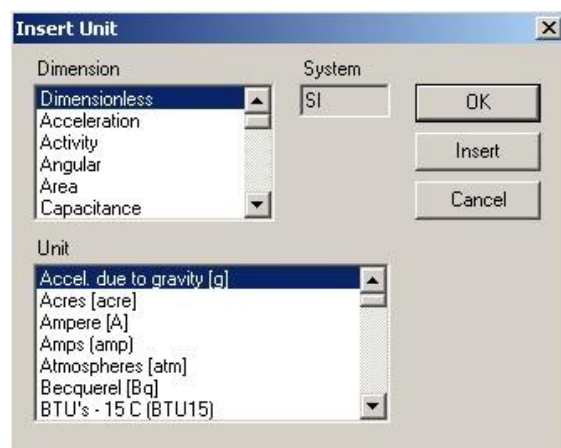 Insert Unit
Dimension
System
Dimensionless
Acceleration
Activity
Angular
Area
Capacitance
SI
OK
Insert
Cancel
Unit
Accel. due to gravity [g]
Acres [acre]
Ampere [A]
Amps (amp)
Atmospheres [atm]
Becquerel [Bq]
BTU's - 15 C (BTU15)